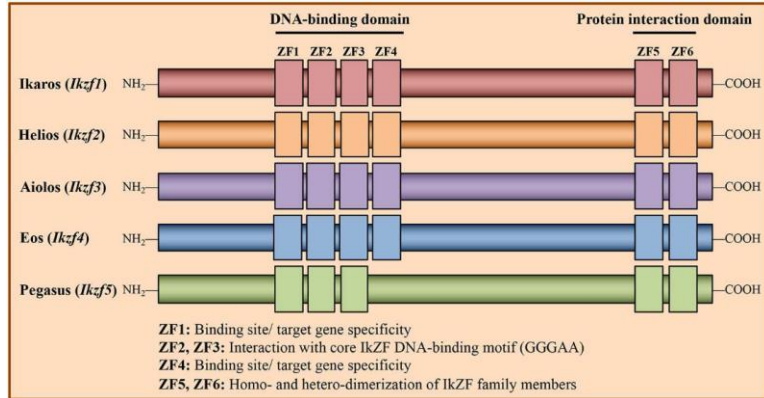 DNA-binding domain Protein interaction domain
ZF1 ZF2 ZF3 ZF4 ZF5 ZF6
Ikaros (Ikzf1) NH2 COOH
Helios (Ikzf2) NH2 COOH
Aiolos (Ikzf3) NH2 COOH
Eos (Ikzf4) NH2 COOH
Pegasus (Ikzf5) NH2 COOH
ZF1: Binding site/ target gene specificity
ZF2, ZF3: Interaction with core IkZF DNA-binding motif (GGGAA)
ZF4: Binding site/ target gene specificity
ZF5, ZF6: Homo- and hetero-dimerization of IkZF family members